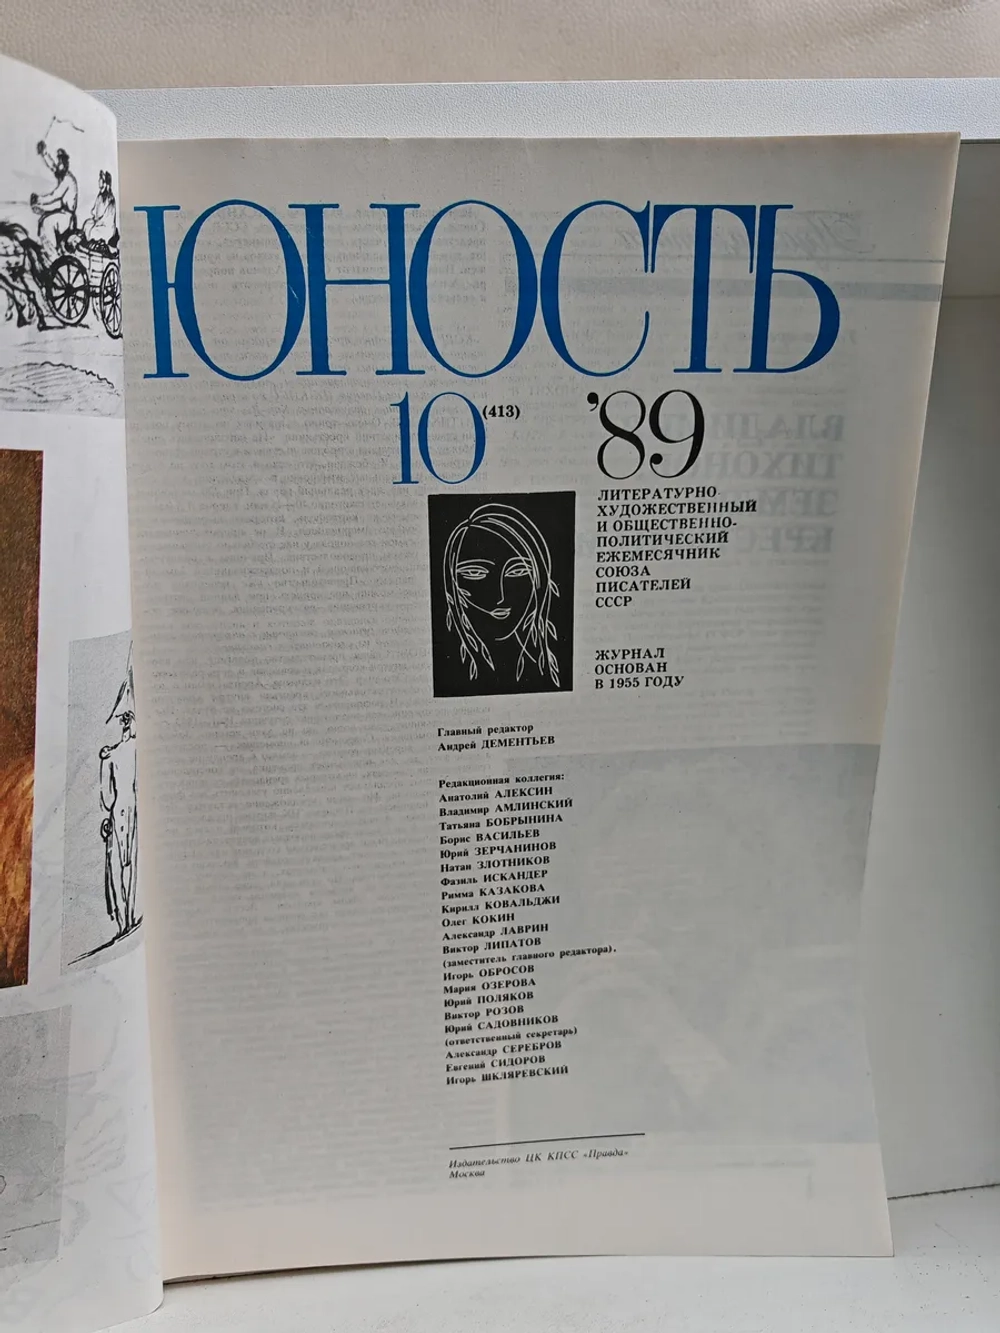 ЮНОСТЬ
10 (413) '89
ЛИТЕРАТУРНО-
ХУДОЖЕСТВЕННЫЙ
И ОБЩЕСТВЕННО-
ПОЛИТИЧЕСКИЙ
ЕЖЕМЕСЯЧНИК
СОЮЗА
ПИСАТЕЛЕЙ
СССР
ЖУРНАЛ
ОСНОВАН
В 1955 ГОДУ
Главный редактор
Андрей ДЕМЕНТЬЕВ
Редакционная коллегия:
Анатолий АЛЕКСИН
Владимир АМЛИНСКИЙ
Татьяна БОБРЫНИНА
Борис ВАСИЛЬЕВ
Юрий ЗЕРЧАНИНОВ
Натан ЗЛОТНИКОВ
Фазиль ИСКАНДЕР
Римма КАЗАКОВА
Кирилл КОВАЛЬДЖИ
Олег КОКИН
Александр ЛАВРИН
Виктор ЛИПАТОВ
(заместитель главного редактора),
Игорь ОБРОСОВ
Мария ОЗЕРОВА
Юрий ПОЛЯКОВ
Виктор РОЗОВ
Юрий САДОВНИКОВ
(ответственный секретарь)
Александр СЕРЕБРОВ
Евгений СИДОРОВ
Игорь ШКЛЯРЕВСКИЙ
Издательство ЦК КПСС «Правда»
Москва